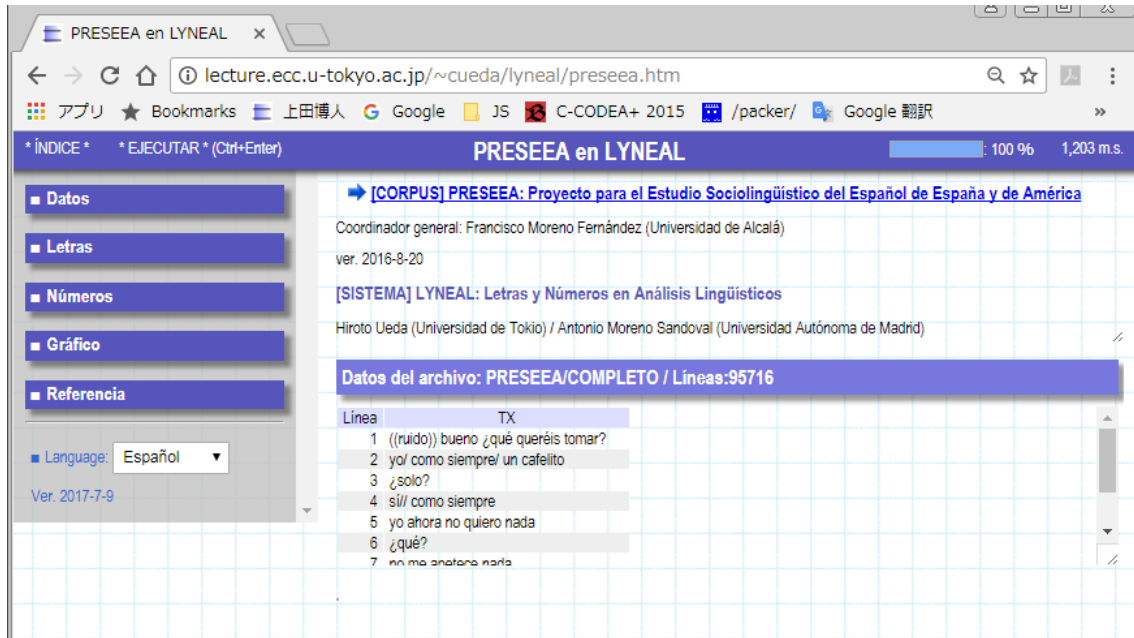 PRESEEA en LYNEAL
lecture.ecc.u-tokyo.ac.jp/~cueda/lyneal/preseea.htm
アプリ Bookmarks 上田博人 Google JS C-CODEA+ 2015 /packer/ Google 翻訳 »
* ÍNDICE * * EJECUTAR * (Ctrl+Enter) PRESEEA en LYNEAL : 100 % 1,203 m.s.
■ Datos
■ Letras
■ Números
■ Gráfico
■ Referencia
■ Language: Español
Ver. 2017-7-9
[CORPUS] PRESEEA: Proyecto para el Estudio Sociolingüístico del Español de España y de América
Coordinador general: Francisco Moreno Fernández (Universidad de Alcalá)
ver. 2016-8-20
[SISTEMA] LYNEAL: Letras y Números en Análisis Lingüísticos
Hiroto Ueda (Universidad de Tokio) / Antonio Moreno Sandoval (Universidad Autónoma de Madrid)
Datos del archivo: PRESEEA/COMPLETO / Líneas:95716
Línea TX
1 ((ruido)) bueno ¿qué queréis tomar?
2 yo/ como siempre/ un cafelito
3 ¿solo?
4 sí// como siempre
5 yo ahora no quiero nada
6 ¿qué?
7 no me apetece nada